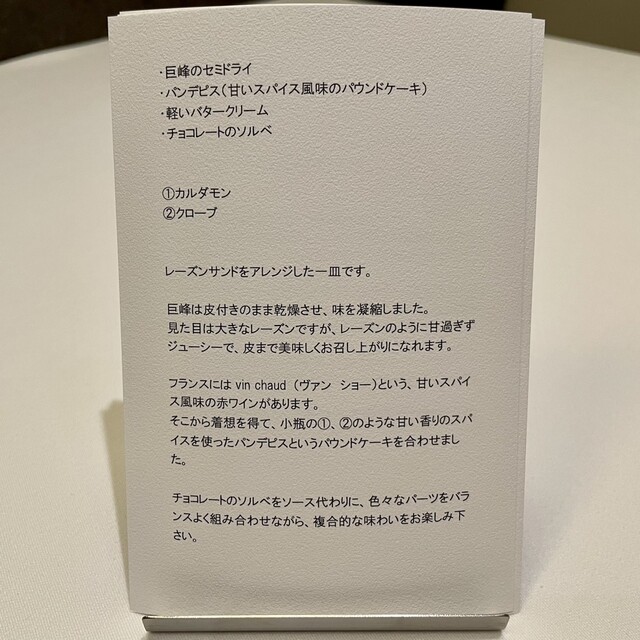 ・巨峰のセミドライ
・パンデピス(甘いスパイス風味のパウンドケーキ)
・軽いバタークリーム
・チョコレートのソルベ
①カルダモン
②クローブ
レーズンサンドをアレンジした一皿です。
巨峰は皮付きのまま乾燥させ、味を凝縮しました。
見た目は大きなレーズンですが、レーズンのように甘過ぎず
ジューシーで、皮まで美味しくお召し上がりになれます。
フランスには vin chaud (ヴァン ショー)という、甘いスパイ
ス風味の赤ワインがあります。
そこから着想を得て、小瓶の①、②のような甘い香りのスパ
イスを使ったパンデピスというパウンドケーキを合わせまし
た。
チョコレートのソルベをソース代わりに、色々なパーツをバラ
ンスよく組み合わせながら、複合的な味わいをお楽しみ下
さい。